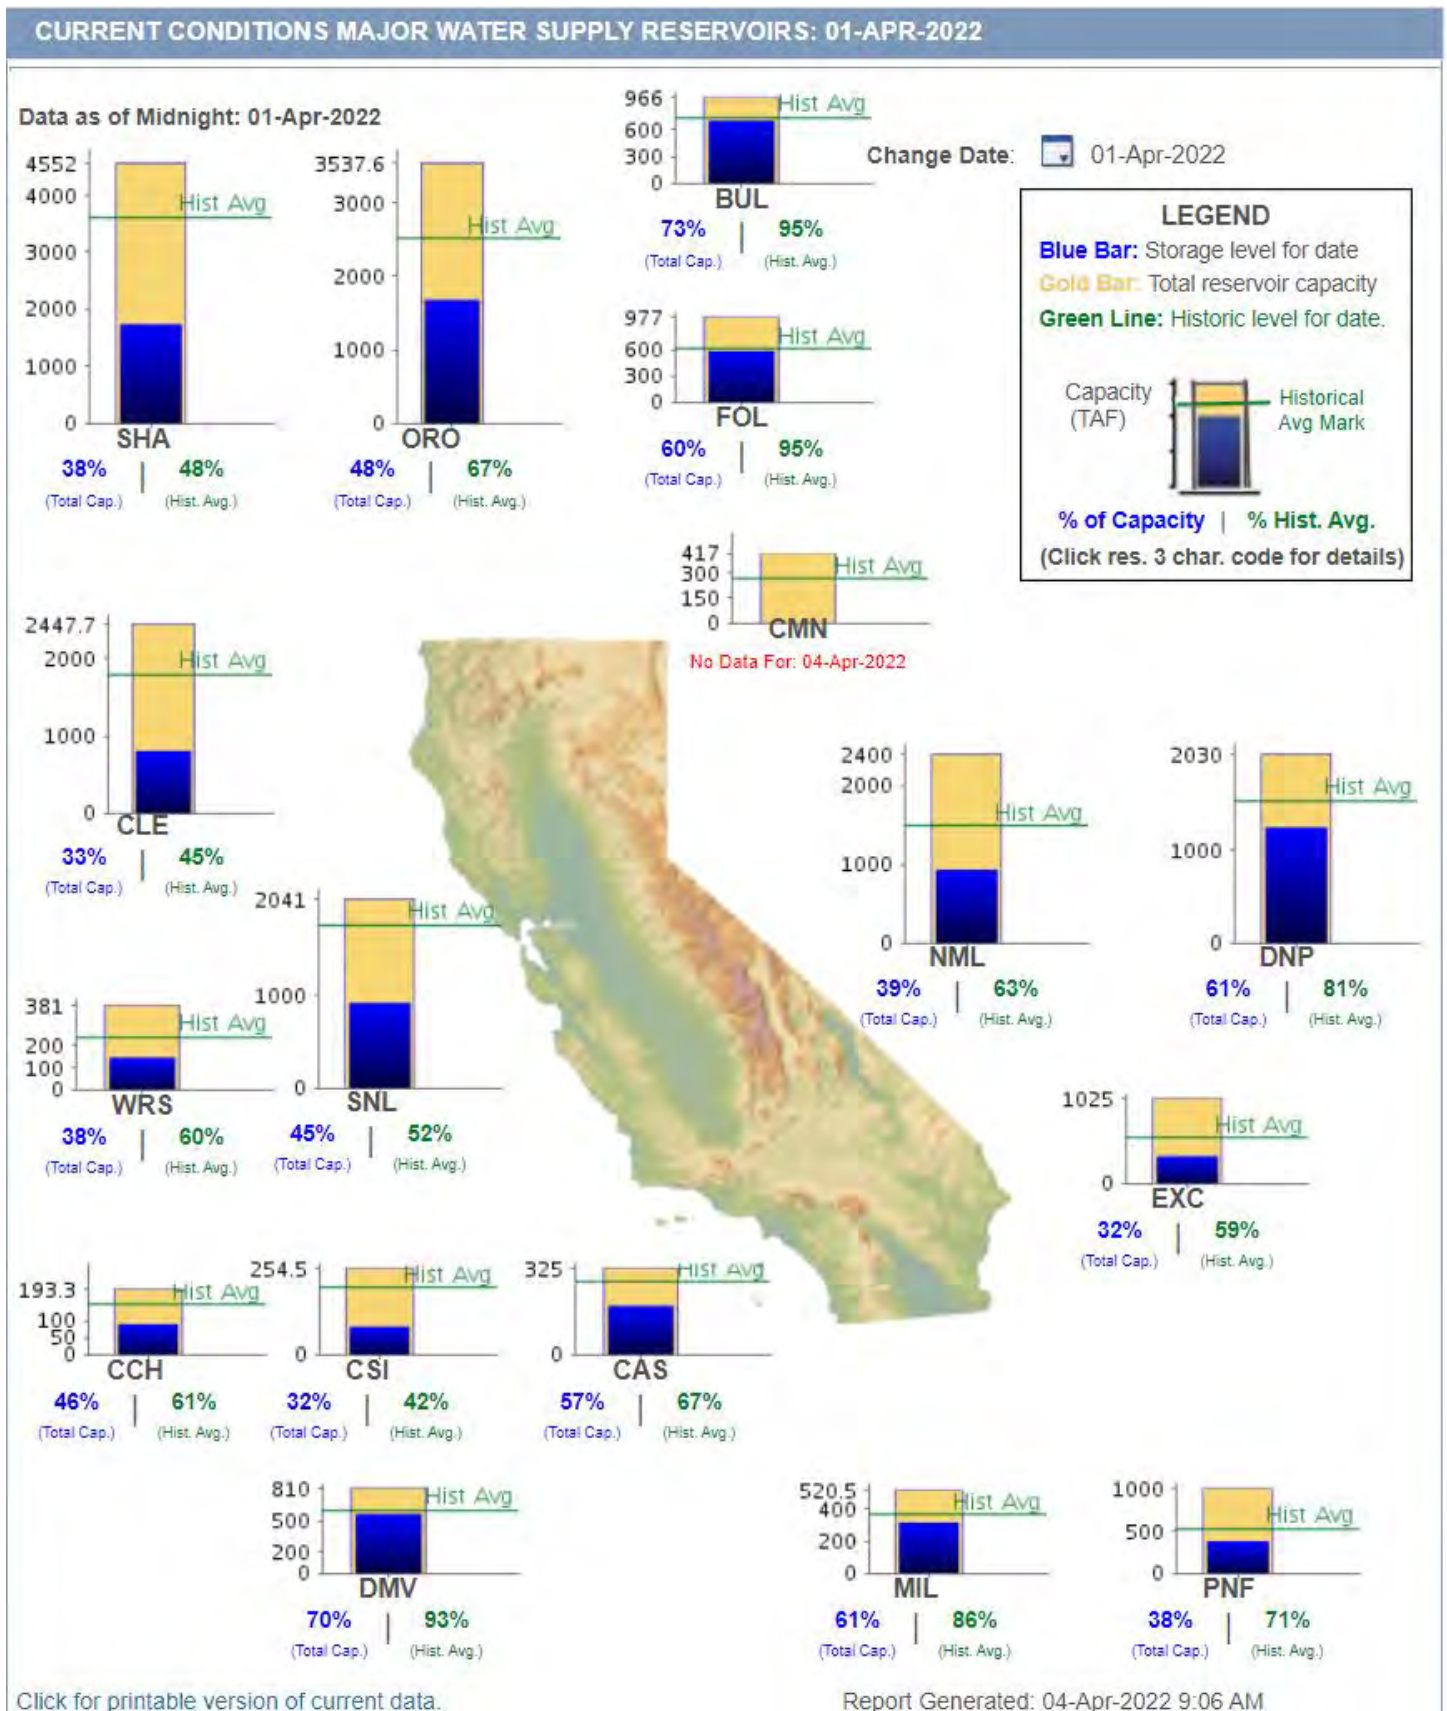 CURRENT CONDITIONS MAJOR WATER SUPPLY RESERVOIRS: 01-APR-2022
Data as of Midnight: 01-Apr-2022
4552
4000
3000
2000
1000
0
Hist Avg
SHA
38% | 48%
(Total Cap.) (Hist. Avg.)
3537.6
3000
2000
1000
0
Hist Avg
ORO
48% | 67%
(Total Cap.) (Hist. Avg.)
966
600
300
0
Hist Avg
BUL
73% | 95%
(Total Cap.) (Hist. Avg.)
Change Date: 01-Apr-2022
977
600
300
0
Hist Avg
FOL
60% | 95%
(Total Cap.) (Hist. Avg.)
LEGEND
Blue Bar: Storage level for date
Gold Bar: Total reservoir capacity
Green Line: Historic level for date.
Capacity
(TAF)
Historical
Avg Mark
% of Capacity | % Hist. Avg.
(Click res. 3 char. code for details)
417
300
150
0
Hist Avg
CMN
No Data For: 04-Apr-2022
2447.7
2000
1000
0
Hist Avg
CLE
33% | 45%
(Total Cap.) (Hist. Avg.)
2400
2000
1000
0
Hist Avg
NML
39% | 63%
(Total Cap.) (Hist. Avg.)
2030
1000
0
Hist Avg
DNP
61% | 81%
(Total Cap.) (Hist. Avg.)
381
200
100
0
Hist Avg
WRS
38% | 60%
(Total Cap.) (Hist. Avg.)
2041
1000
0
Hist Avg
SNL
45% | 52%
(Total Cap.) (Hist. Avg.)
1025
0
Hist Avg
EXC
32% | 59%
(Total Cap.) (Hist. Avg.)
193.3
100
50
0
Hist Avg
CCH
46% | 61%
(Total Cap.) (Hist. Avg.)
254.5
0
Hist Avg
CSI
32% | 42%
(Total Cap.) (Hist. Avg.)
325
0
Hist Avg
CAS
57% | 67%
(Total Cap.) (Hist. Avg.)
810
500
200
0
Hist Avg
DMV
70% | 93%
(Total Cap.) (Hist. Avg.)
520.5
400
200
0
Hist Avg
MIL
61% | 86%
(Total Cap.) (Hist. Avg.)
1000
500
0
Hist Avg
PNF
38% | 71%
(Total Cap.) (Hist. Avg.)
Click for printable version of current data.
Report Generated: 04-Apr-2022 9:06 AM